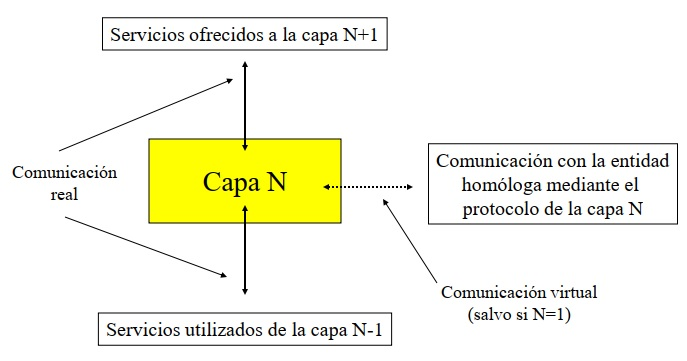 Servicios ofrecidos a la capa N+1
Comunicación
real
Capa N
Comunicación con la entidad
homóloga mediante el
protocolo de la capa N
Comunicación virtual
(salvo si N=1)
Servicios utilizados de la capa N-1